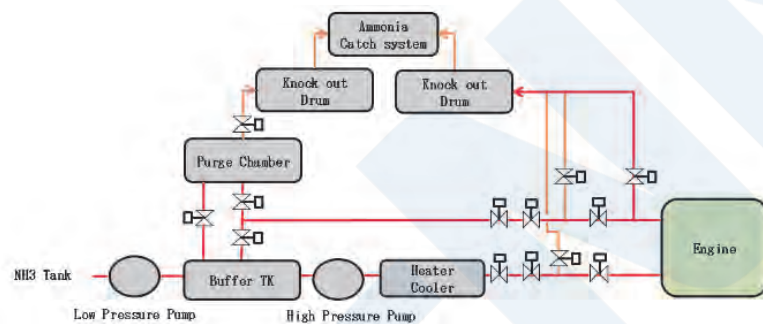 Ammonia
Catch system
Knock out
Drum
Knock out
Drum
Purge Chamber
Engine
NH3 Tank
Buffer TK
Heater
Cooler
Low Pressure Pump
High Pressure Pump